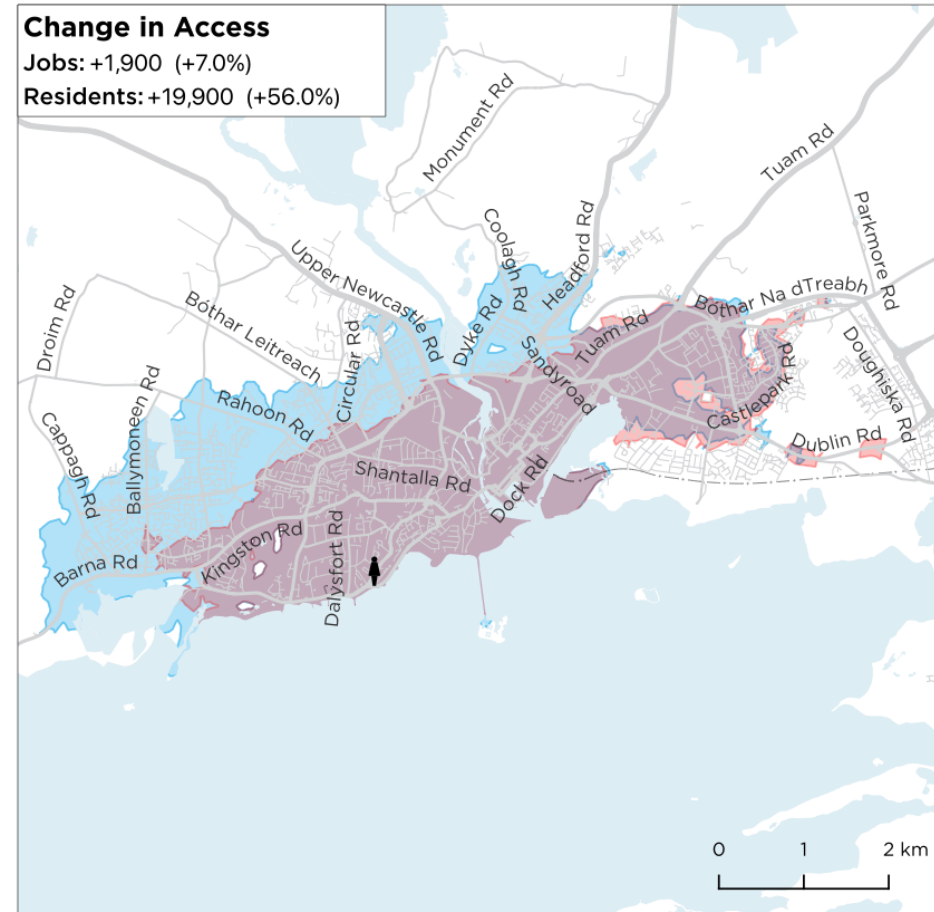 Change in Access
Jobs: +1,900 (+7.0%)
Residents: +19,900 (+56.0%)
Monument Rd
Tuam Rd
Parkmore Rd
Coolagh Rd
Headford Rd
Upper Newcastle Rd
Bóthar Na dTreabh
Droim Rd
Bóthar Leitreach
Circular Rd
Dyke Rd
Tuam Rd
Sandyroad
Castlepark Rd
Doughiska Rd
Ballymoneen Rd
Rahoon Rd
Cappagh Rd
Shantalla Rd
Dublin Rd
Dock Rd
Kingston Rd
Barna Rd
Dalysfort Rd
0 1 2 km